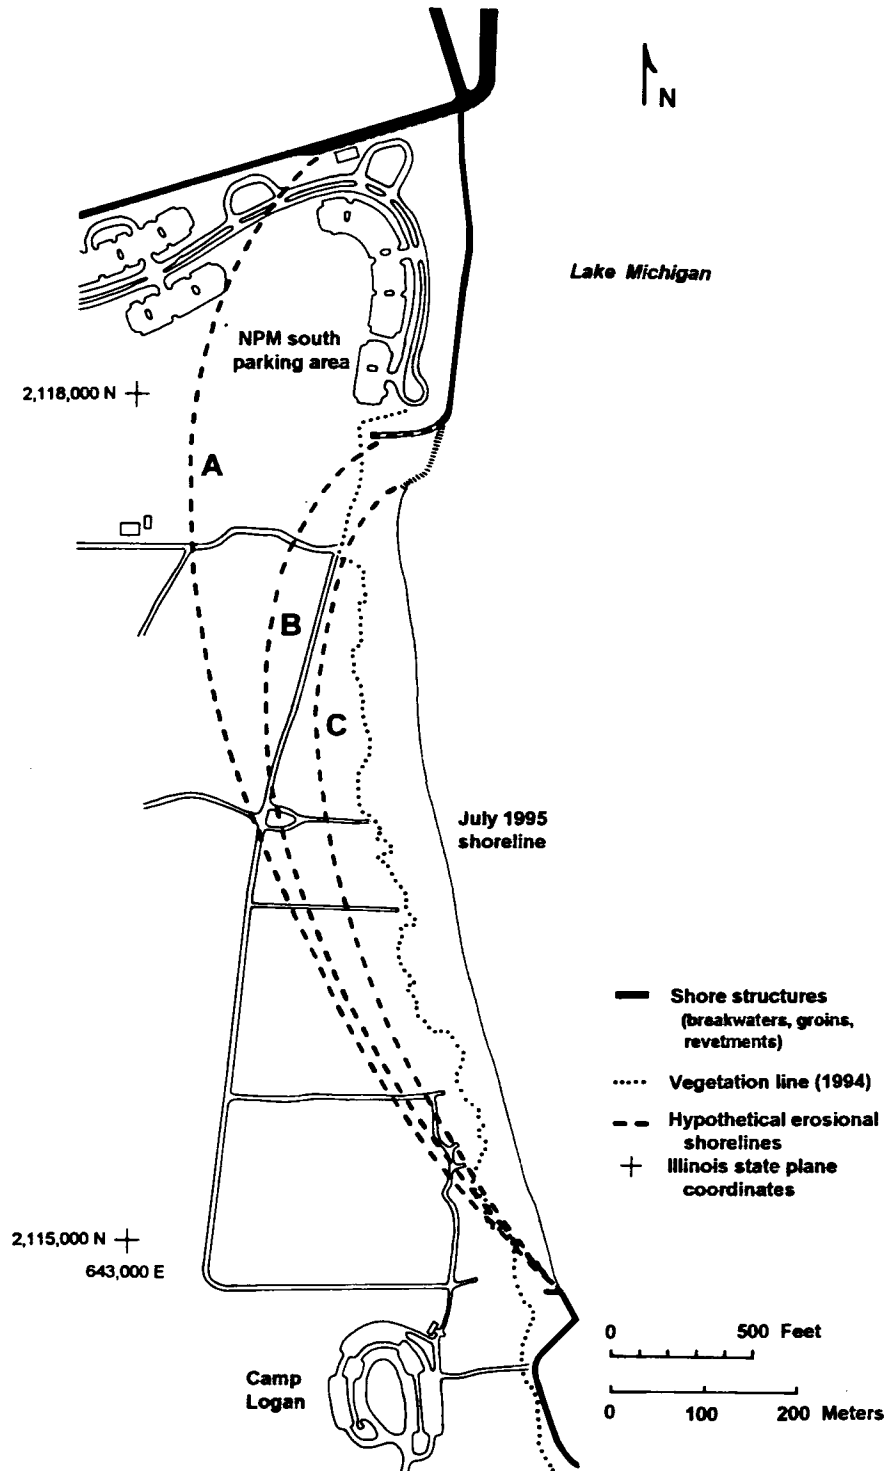 N
Lake Michigan
NPM south
parking area
2,118,000 N
A
B
C
July 1995
shoreline
Shore structures
(breakwaters, groins,
revetments)
Vegetation line (1994)
Hypothetical erosional
shorelines
Illinois state plane
coordinates
2,115,000 N
643,000 E
0 500 Feet
0 100 200 Meters
Camp
Logan